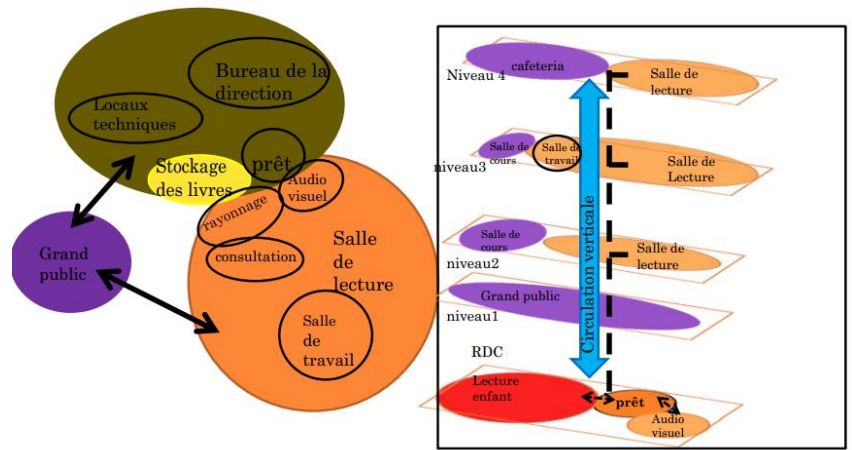 Bureau de la
direction
Locaux
techniques
prêt
Stockage
des livres
Audio
visuel
rayonnage
Grand
public
consultation
Salle
de
lecture
Salle
de
travail
Niveau 4
cafeteria
Salle de
lecture
niveau3
Salle de
cours
Salle de
travail
Salle de
Lecture
niveau2
Salle de
cours
Salle de
lecture
niveau1
Grand public
Circulation verticale
RDC
Lecture
enfant
prêt
Audio
visuel